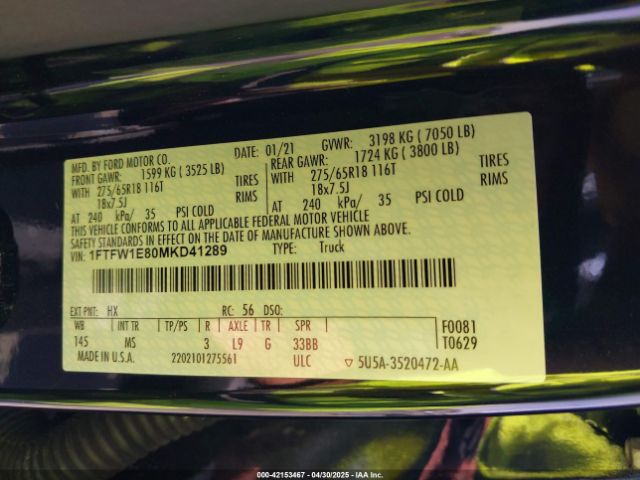 MFD. BY FORD MOTOR CO.
DATE: 01/21 GVWR: 3198 KG ( 7050 LB)
FRONT GAWR: 1599 KG ( 3525 LB) REAR GAWR: 1724 KG ( 3800 LB)
WITH 275/65R18 116T TIRES WITH 275/65R18 116T TIRES
18x7.5J RIMS 18x7.5J RIMS
AT 240 kPa/ 35 PSI COLD AT 240 kPa/ 35 PSI COLD
THIS VEHICLE CONFORMS TO ALL APPLICABLE FEDERAL MOTOR VEHICLE
SAFETY STANDARDS IN EFFECT ON THE DATE OF MANUFACTURE SHOWN ABOVE.
VIN: 1FTFW1E80MKD41289 TYPE: Truck
EXT PNT: HX RC: 56 DSO:
WB INT TR TP/PS R AXLE TR SPR F0081
145 MS 3 L9 G 33BB T0629
MADE IN U.S.A. 2202101275561 ULC ▽ 5U5A-3520472-AA
000-42153467 - 04/30/2025 - Copyright IAA, Inc.